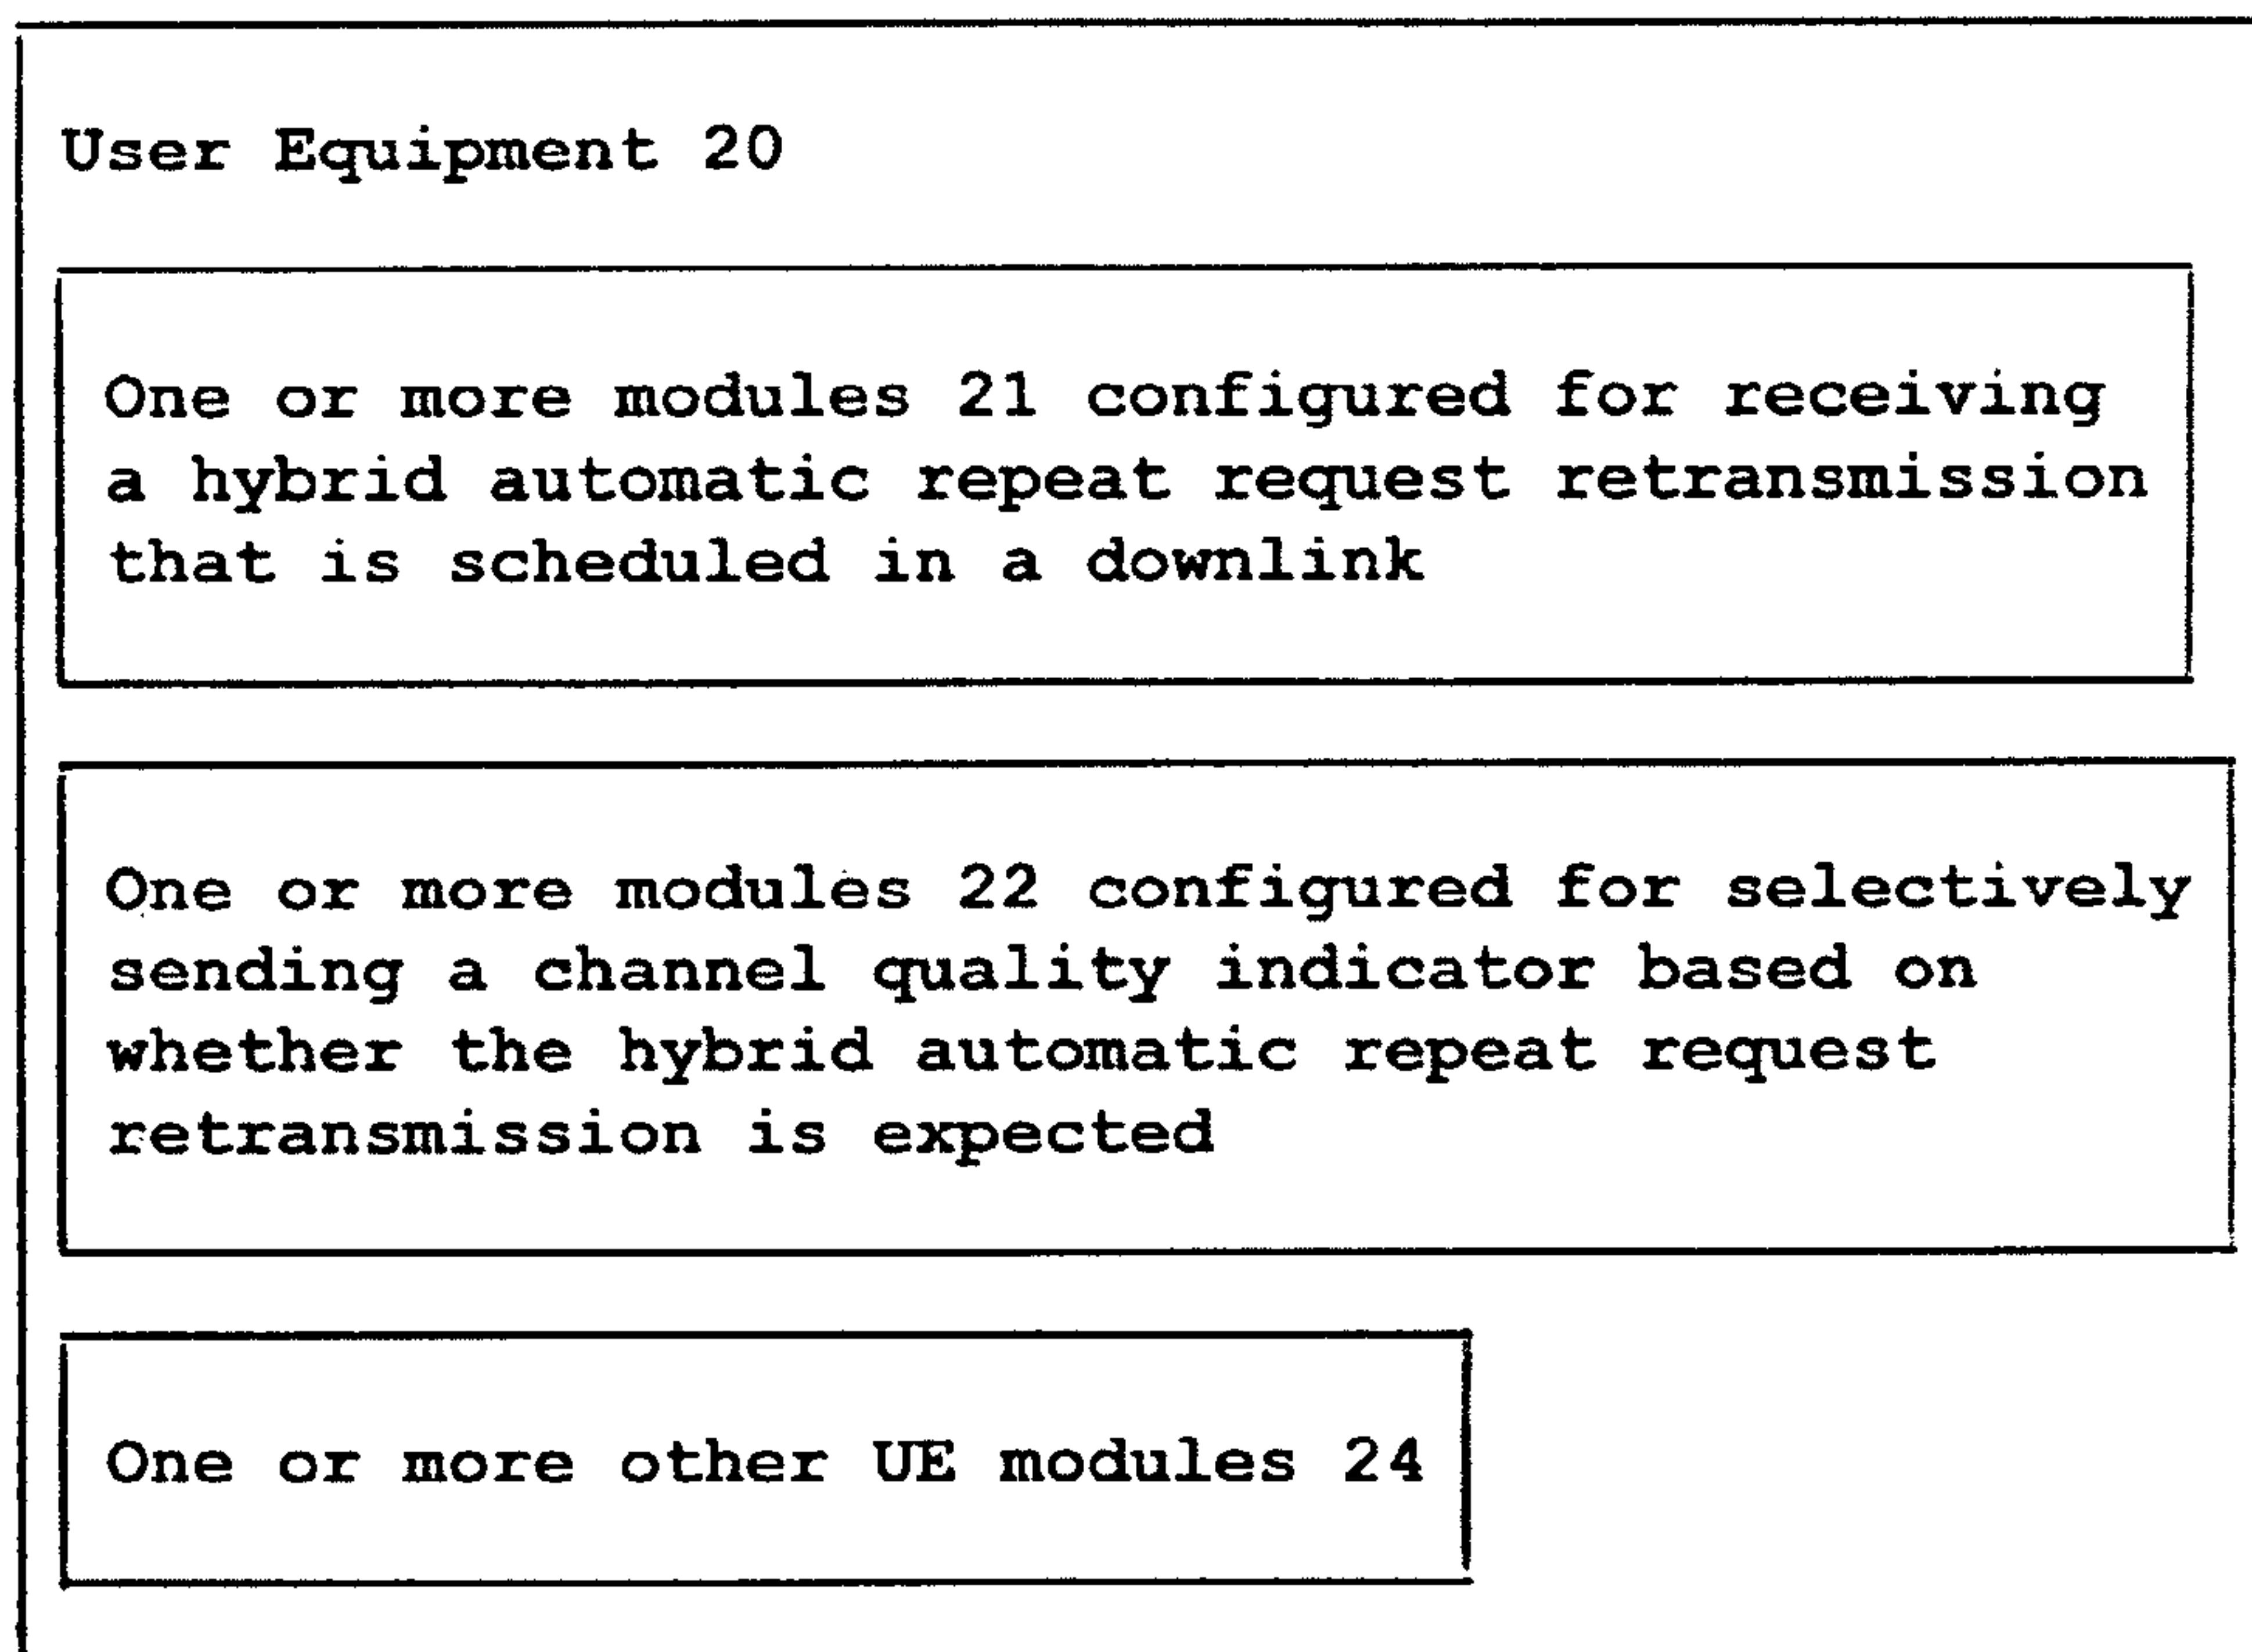 User Equipment 20
One or more modules 21 configured for receiving
a hybrid automatic repeat request retransmission
that is scheduled in a downlink
One or more modules 22 configured for selectively
sending a channel quality indicator based on
whether the hybrid automatic repeat request
retransmission is expected
One or more other UE modules 24